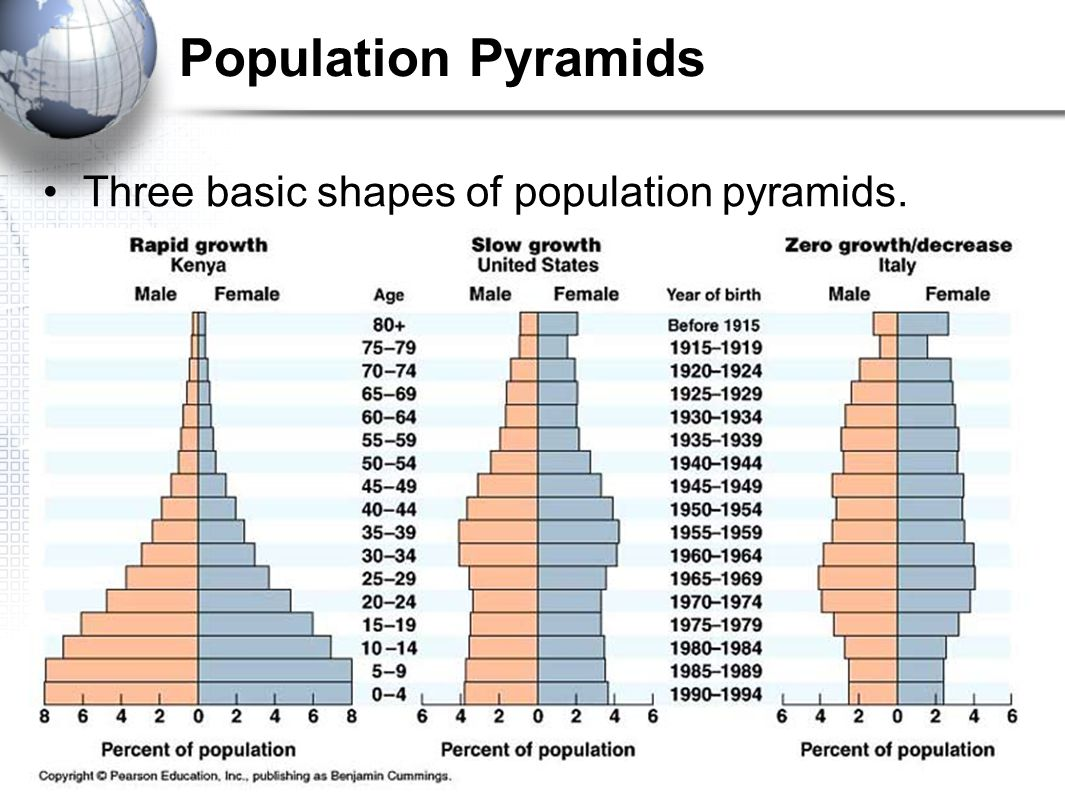 Population Pyramids
• Three basic shapes of population pyramids.
Rapid growth Slow growth Zero growth/decrease
Kenya United States Italy
Male Female Age Male Female Year of birth Male Female
80+ Before 1915
75–79 1915–1919
70–74 1920–1924
65–69 1925–1929
60–64 1930–1934
55–59 1935–1939
50–54 1940–1944
45–49 1945–1949
40–44 1950–1954
35–39 1955–1959
30–34 1960–1964
25–29 1965–1969
20–24 1970–1974
15–19 1975–1979
10–14 1980–1984
5–9 1985–1989
0–4 1990–1994
8 6 4 2 0 2 4 6 8 6 4 2 0 2 4 6 6 4 2 0 2 4 6
Percent of population Percent of population Percent of population
Copyright © Pearson Education, Inc., publishing as Benjamin Cummings.